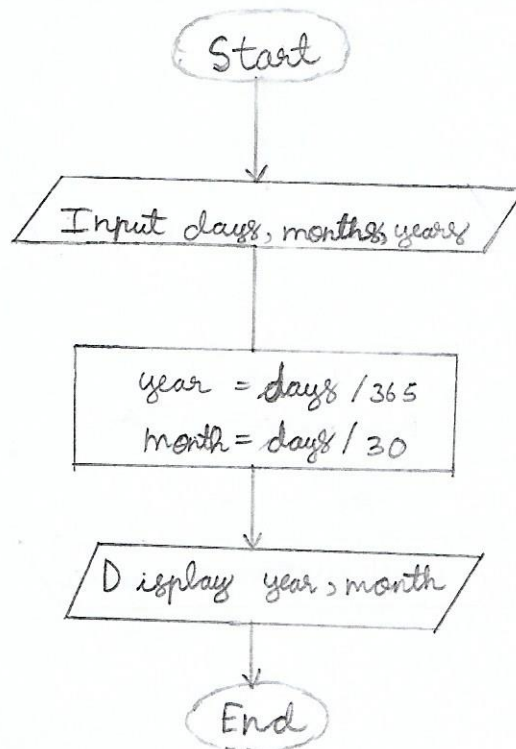 Start
Input days, months, years
year = days / 365
month = days / 30
Display year, month
End